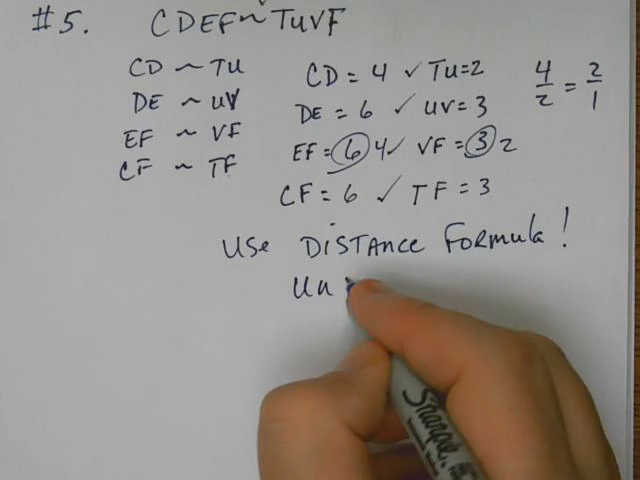 #5. CDEF ~ TUVF
CD ~ TU CD = 4 ✓ TU = 2 4/2 = 2/1
DE ~ UV DE = 6 ✓ UV = 3
EF ~ VF EF = 6 4 ✓ VF = 3 2
CF ~ TF CF = 6 ✓ TF = 3
USe DISTAnce FormulA!
Un
Sharpie